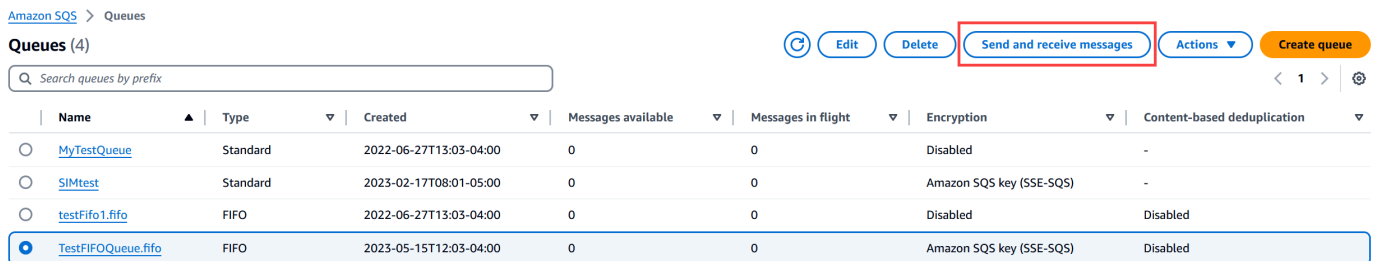 Amazon SQS > Queues
Queues (4) Edit Delete Send and receive messages Actions Create queue
Search queues by prefix < 1 >
Name Type Created Messages available Messages in flight Encryption Content-based deduplication
MyTestQueue Standard 2022-06-27T13:03-04:00 0 0 Disabled -
SIMtest Standard 2023-02-17T08:01-05:00 0 0 Amazon SQS key (SSE-SQS) -
testFifo1.fifo FIFO 2022-06-27T13:03-04:00 0 0 Disabled Disabled
TestFIFOQueue.fifo FIFO 2023-05-15T12:03-04:00 0 0 Amazon SQS key (SSE-SQS) Disabled